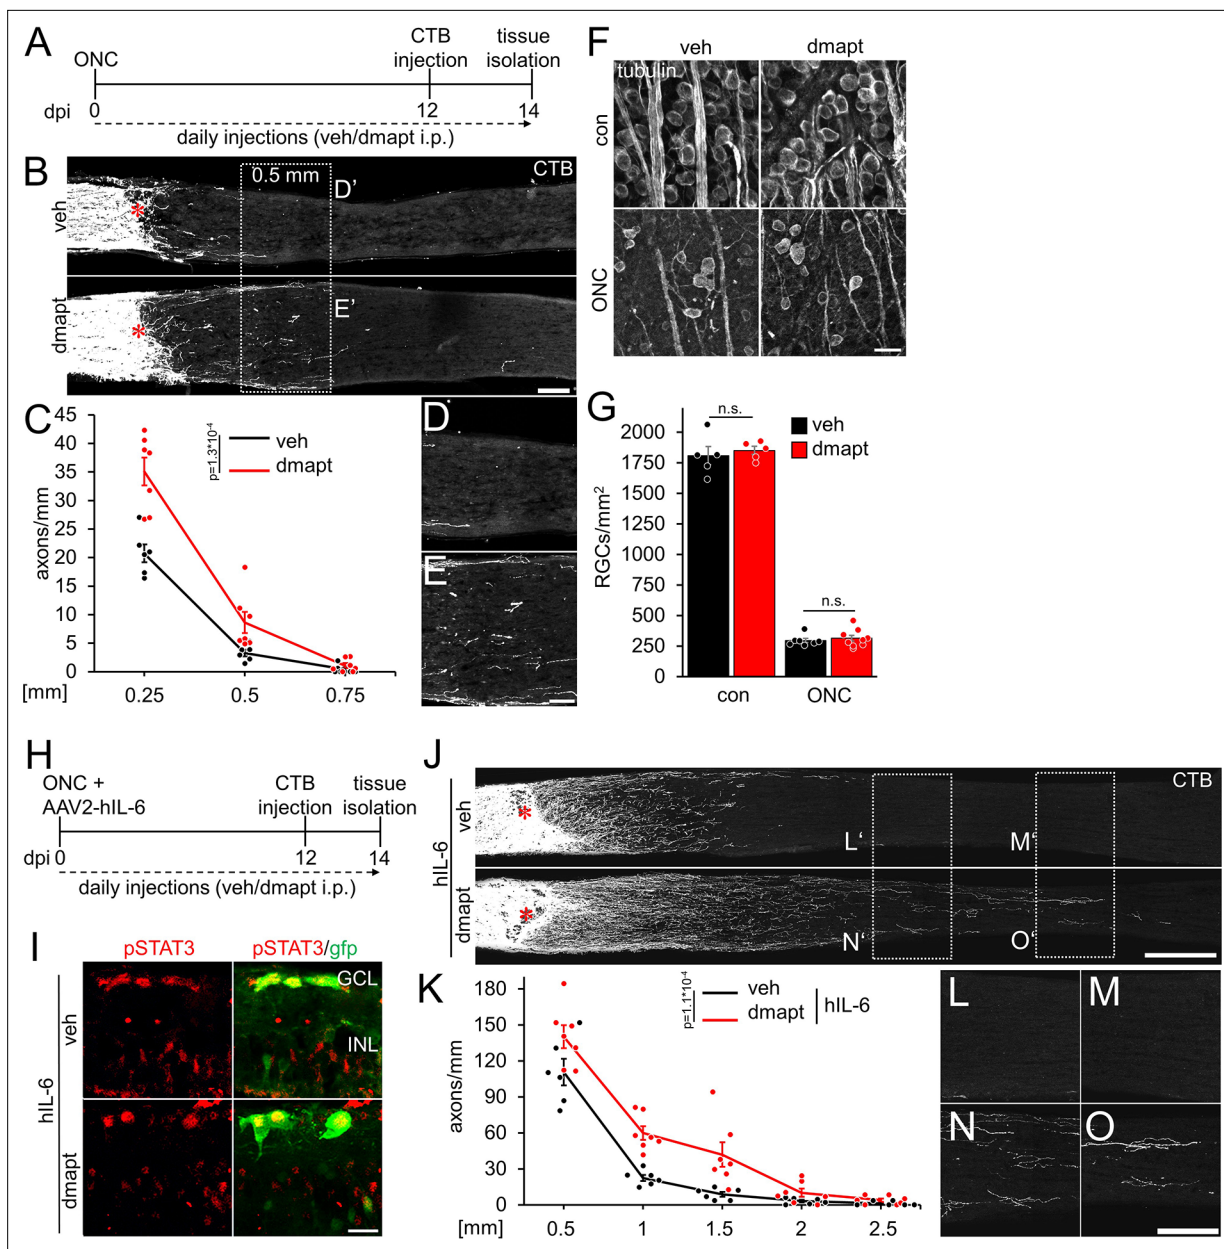 A
ONC
CTB
injection
tissue
isolation
dpi
0
12
14
daily injections (veh/dmapt i.p.)
B
veh
dmapt
*
*
0.5 mm
CTB
D'
E'
C
45
40
35
30
25
20
15
10
5
0
axons/mm
p=1.3*10-4
veh
dmapt
[mm]
0.25
0.5
0.75
D
E
F
veh
dmapt
tubulin
con
ONC
G
n.s.
veh
dmapt
2000
1750
1500
1250
1000
750
500
250
0
RGCs/mm2
n.s.
con
ONC
H
ONC +
AAV2-hIL-6
CTB
injection
tissue
isolation
dpi
0
12
14
daily injections (veh/dmapt i.p.)
I
pSTAT3
pSTAT3/gfp
hIL-6
veh
dmapt
GCL
INL
J
hIL-6
veh
dmapt
*
*
CTB
L‘
M‘
N‘
O‘
K
180
150
120
90
60
30
0
axons/mm
p=1.1*10-4
veh
dmapt
hIL-6
[mm]
0.5
1
1.5
2
2.5
L
M
N
O